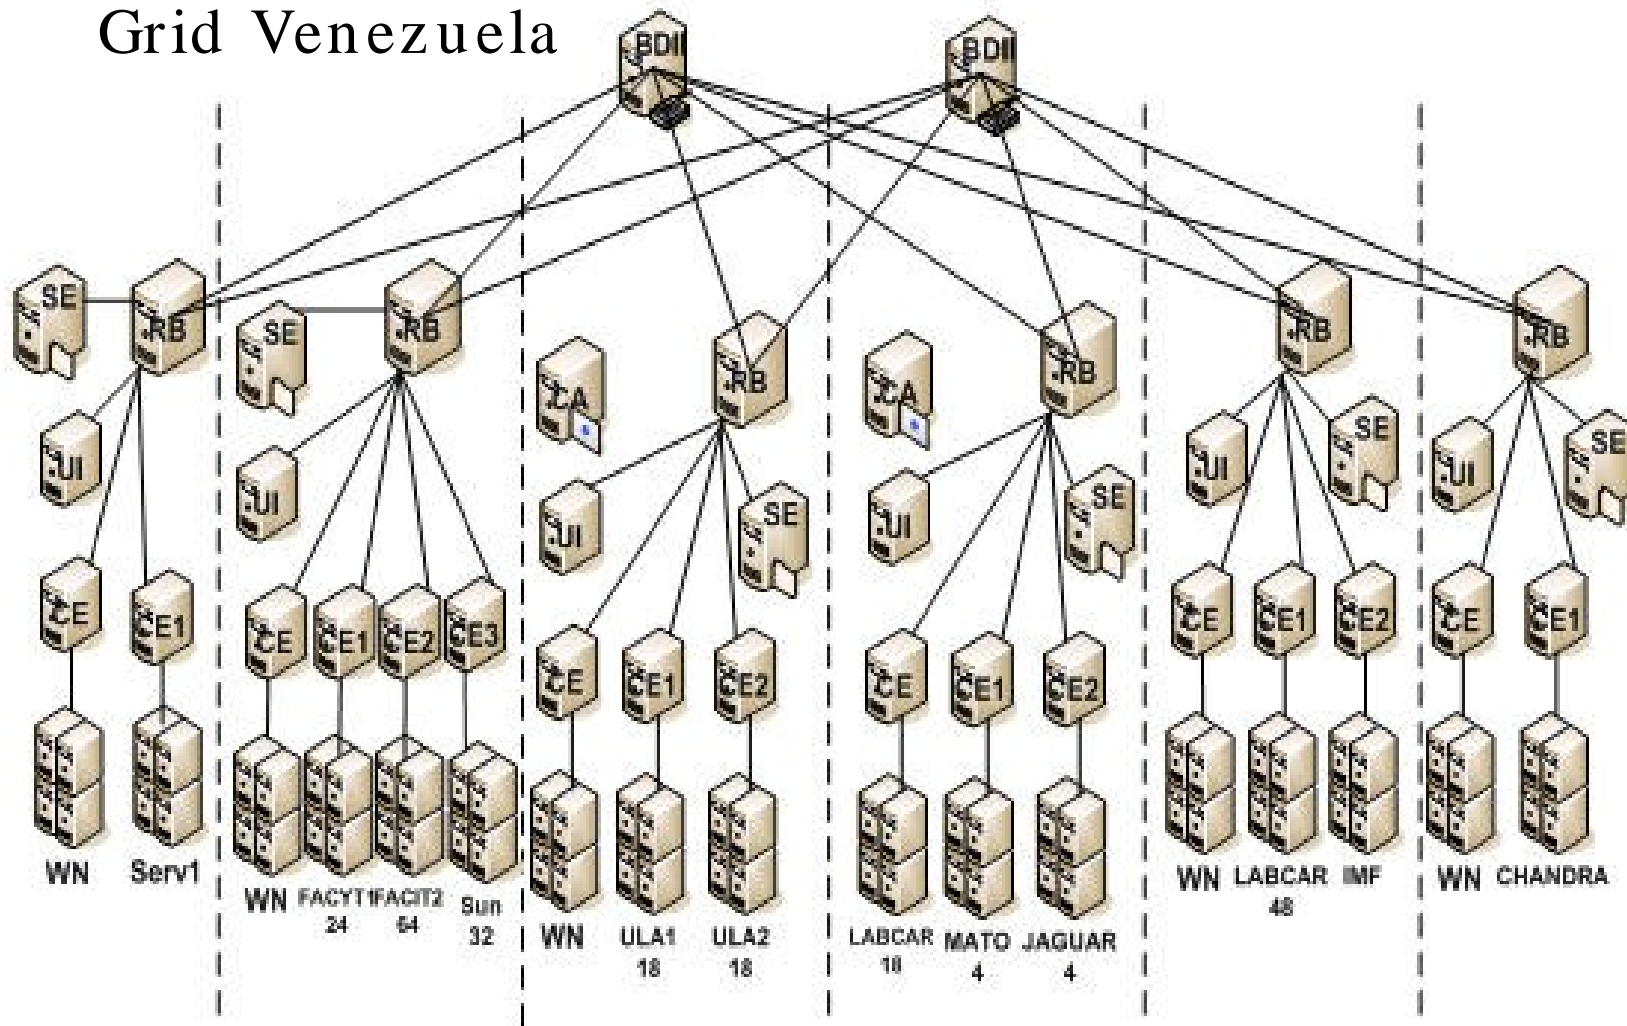 Grid Venezuela
BDII BDII
SE RB
SE RB
CA RB
CA RB
RB
RB
UI
UI
UI SE
UI SE
UI SE
UI SE
CE CE1
CE CE1 CE2 CE3
CE CE1 CE2
CE CE1 CE2
CE CE1 CE2
CE CE1
WN Serv1
WN FACYT1 FACIT2 Sun
24 64 32
WN ULA1 ULA2
18 18
LABCAR MATO JAGUAR
18 4 4
WN LABCAR IMF
48
WN CHANDRA